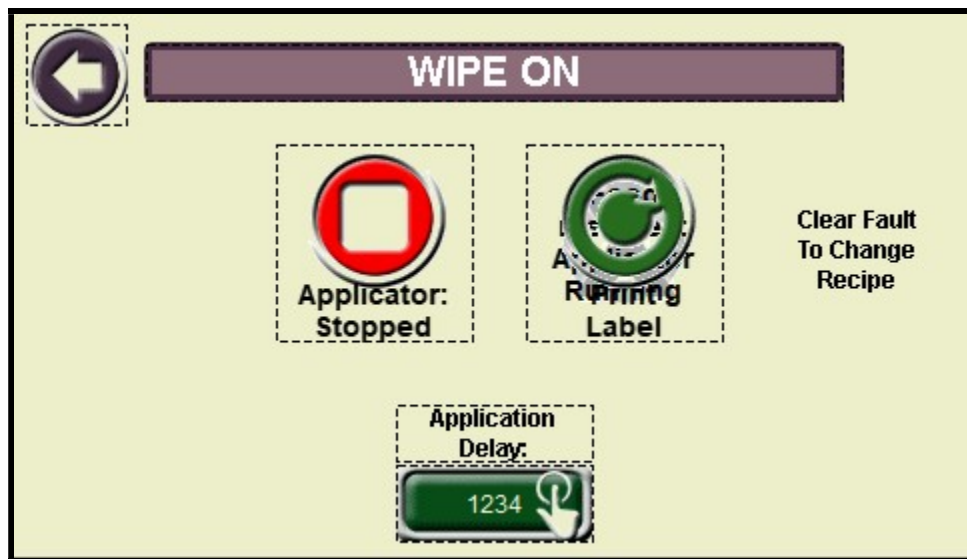 WIPE ON
Applicator:
Stopped
Print
Label
Clear Fault
To Change
Recipe
Application
Delay:
1234